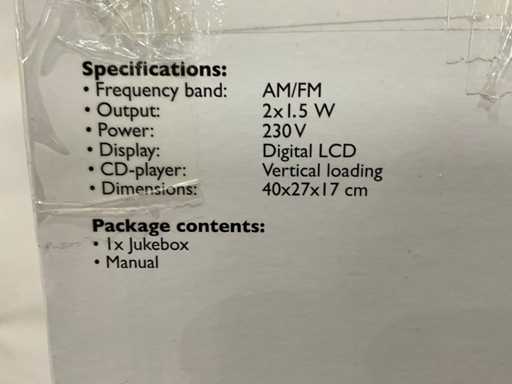 Specifications:
• Frequency band: AM/FM
• Output: 2x1.5 W
• Power: 230 V
• Display: Digital LCD
• CD-player: Vertical loading
• Dimensions: 40x27x17 cm
Package contents:
• 1x Jukebox
• Manual